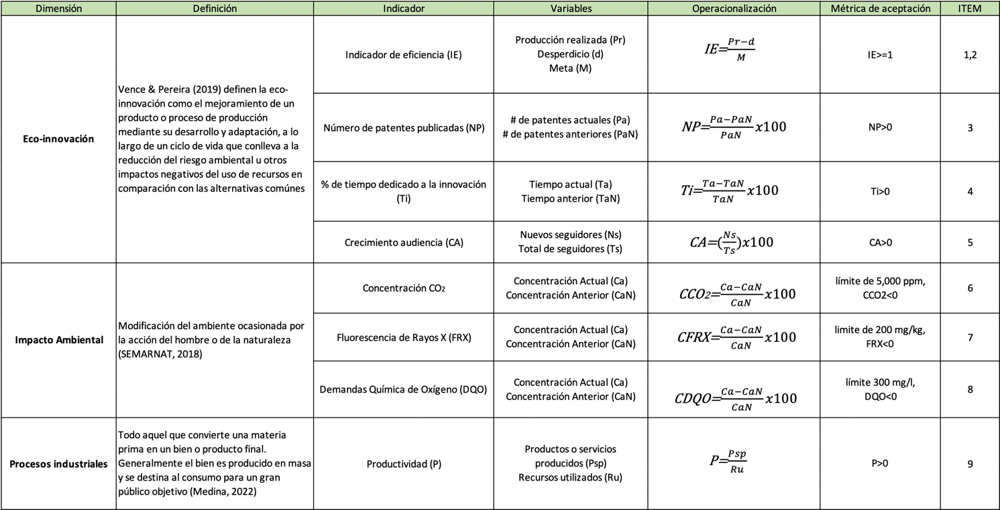 Dimensión Definición Indicador Variables Operacionalización Métrica de aceptación ITEM
Eco-innovación
Vence & Pereira (2019) definen la eco-
innovación como el mejoramiento de un
producto o proceso de producción
mediante su desarrollo y adaptación, a lo
largo de un ciclo de vida que conlleva a la
reducción del riesgo ambiental u otros
impactos negativos del uso de recursos en
comparación con las alternativas comúnes
Indicador de eficiencia (IE)
Producción realizada (Pr)
Desperdicio (d)
Meta (M)
IE=\frac{Pr-d}{M}
IE>=1
1,2
Número de patentes publicadas (NP)
# de patentes actuales (Pa)
# de patentes anteriores (PaN)
NP=\frac{Pa-PaN}{PaN}x100
NP>0
3
% de tiempo dedicado a la innovación
(Ti)
Tiempo actual (Ta)
Tiempo anterior (TaN)
Ti=\frac{Ta-TaN}{TaN}x100
Ti>0
4
Crecimiento audiencia (CA)
Nuevos seguidores (Ns)
Total de seguidores (Ts)
CA=(\frac{Ns}{Ts})x100
CA>0
5
Impacto Ambiental
Modificación del ambiente ocasionada por
la acción del hombre o de la naturaleza
(SEMARNAT, 2018)
Concentración CO₂
Concentración Actual (Ca)
Concentración Anterior (CaN)
CCO₂=\frac{Ca-CaN}{CaN}x100
límite de 5,000 ppm,
CCO2<0
6
Fluorescencia de Rayos X (FRX)
Concentración Actual (Ca)
Concentración Anterior (CaN)
CFRX=\frac{Ca-CaN}{CaN}x100
limite de 200 mg/kg,
FRX<0
7
Demandas Química de Oxígeno (DQO)
Concentración Actual (Ca)
Concentración Anterior (CaN)
CDQO=\frac{Ca-CaN}{CaN}x100
límite 300 mg/l,
DQO<0
8
Procesos industriales
Todo aquel que convierte una materia
prima en un bien o producto final.
Generalmente el bien es producido en masa
y se destina al consumo para un gran
público objetivo (Medina, 2022)
Productividad (P)
Productos o servicios
producidos (Psp)
Recursos utilizados (Ru)
P=\frac{Psp}{Ru}
P>0
9